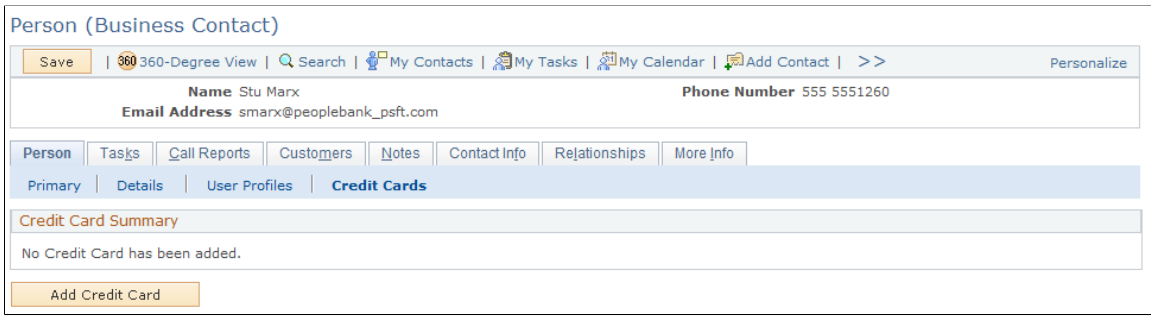 Person (Business Contact)
Save | 360 360-Degree View | Search | My Contacts | My Tasks | My Calendar | Add Contact | >> Personalize
Name Stu Marx Phone Number 555 5551260
Email Address smarx@peoplebank_psft.com
Person Tasks Call Reports Customers Notes Contact Info Relationships More Info
Primary | Details | User Profiles | Credit Cards
Credit Card Summary
No Credit Card has been added.
Add Credit Card